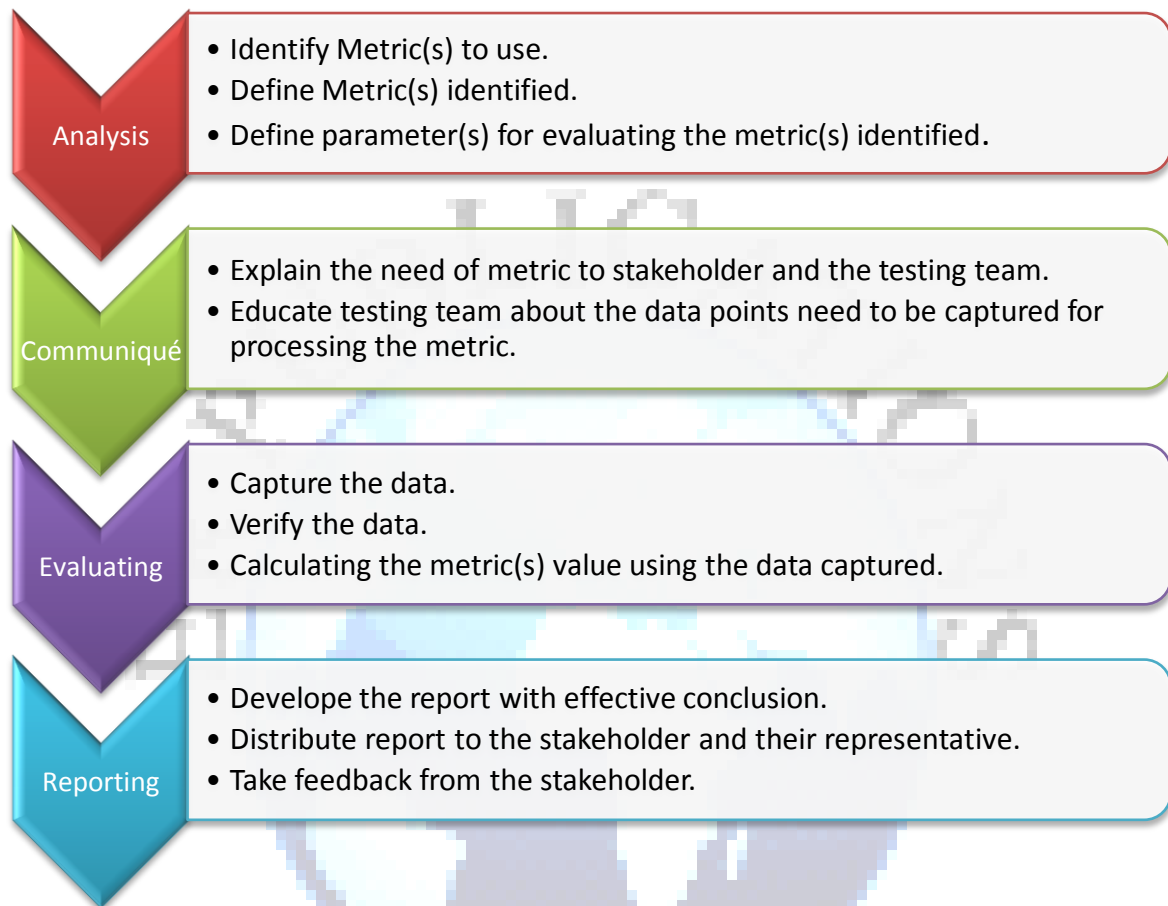 Analysis
• Identify Metric(s) to use.
• Define Metric(s) identified.
• Define parameter(s) for evaluating the metric(s) identified.
Communiqué
• Explain the need of metric to stakeholder and the testing team.
• Educate testing team about the data points need to be captured for
processing the metric.
Evaluating
• Capture the data.
• Verify the data.
• Calculating the metric(s) value using the data captured.
Reporting
• Develope the report with effective conclusion.
• Distribute report to the stakeholder and their representative.
• Take feedback from the stakeholder.